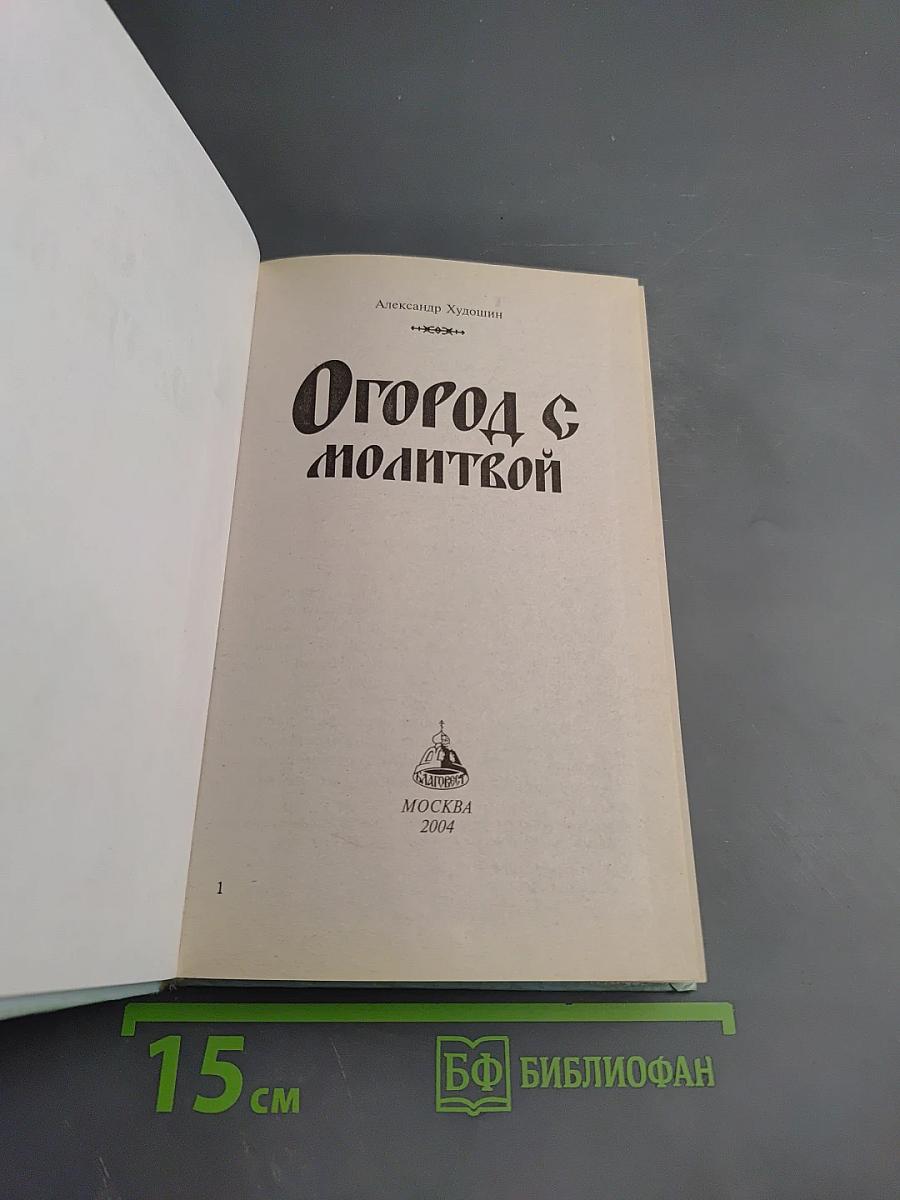 Александр Худошин
Огород с
молитвой
БЛАГОВЕСТ
МОСКВА
2004
1
15 см
БФ БИБЛИОФАН